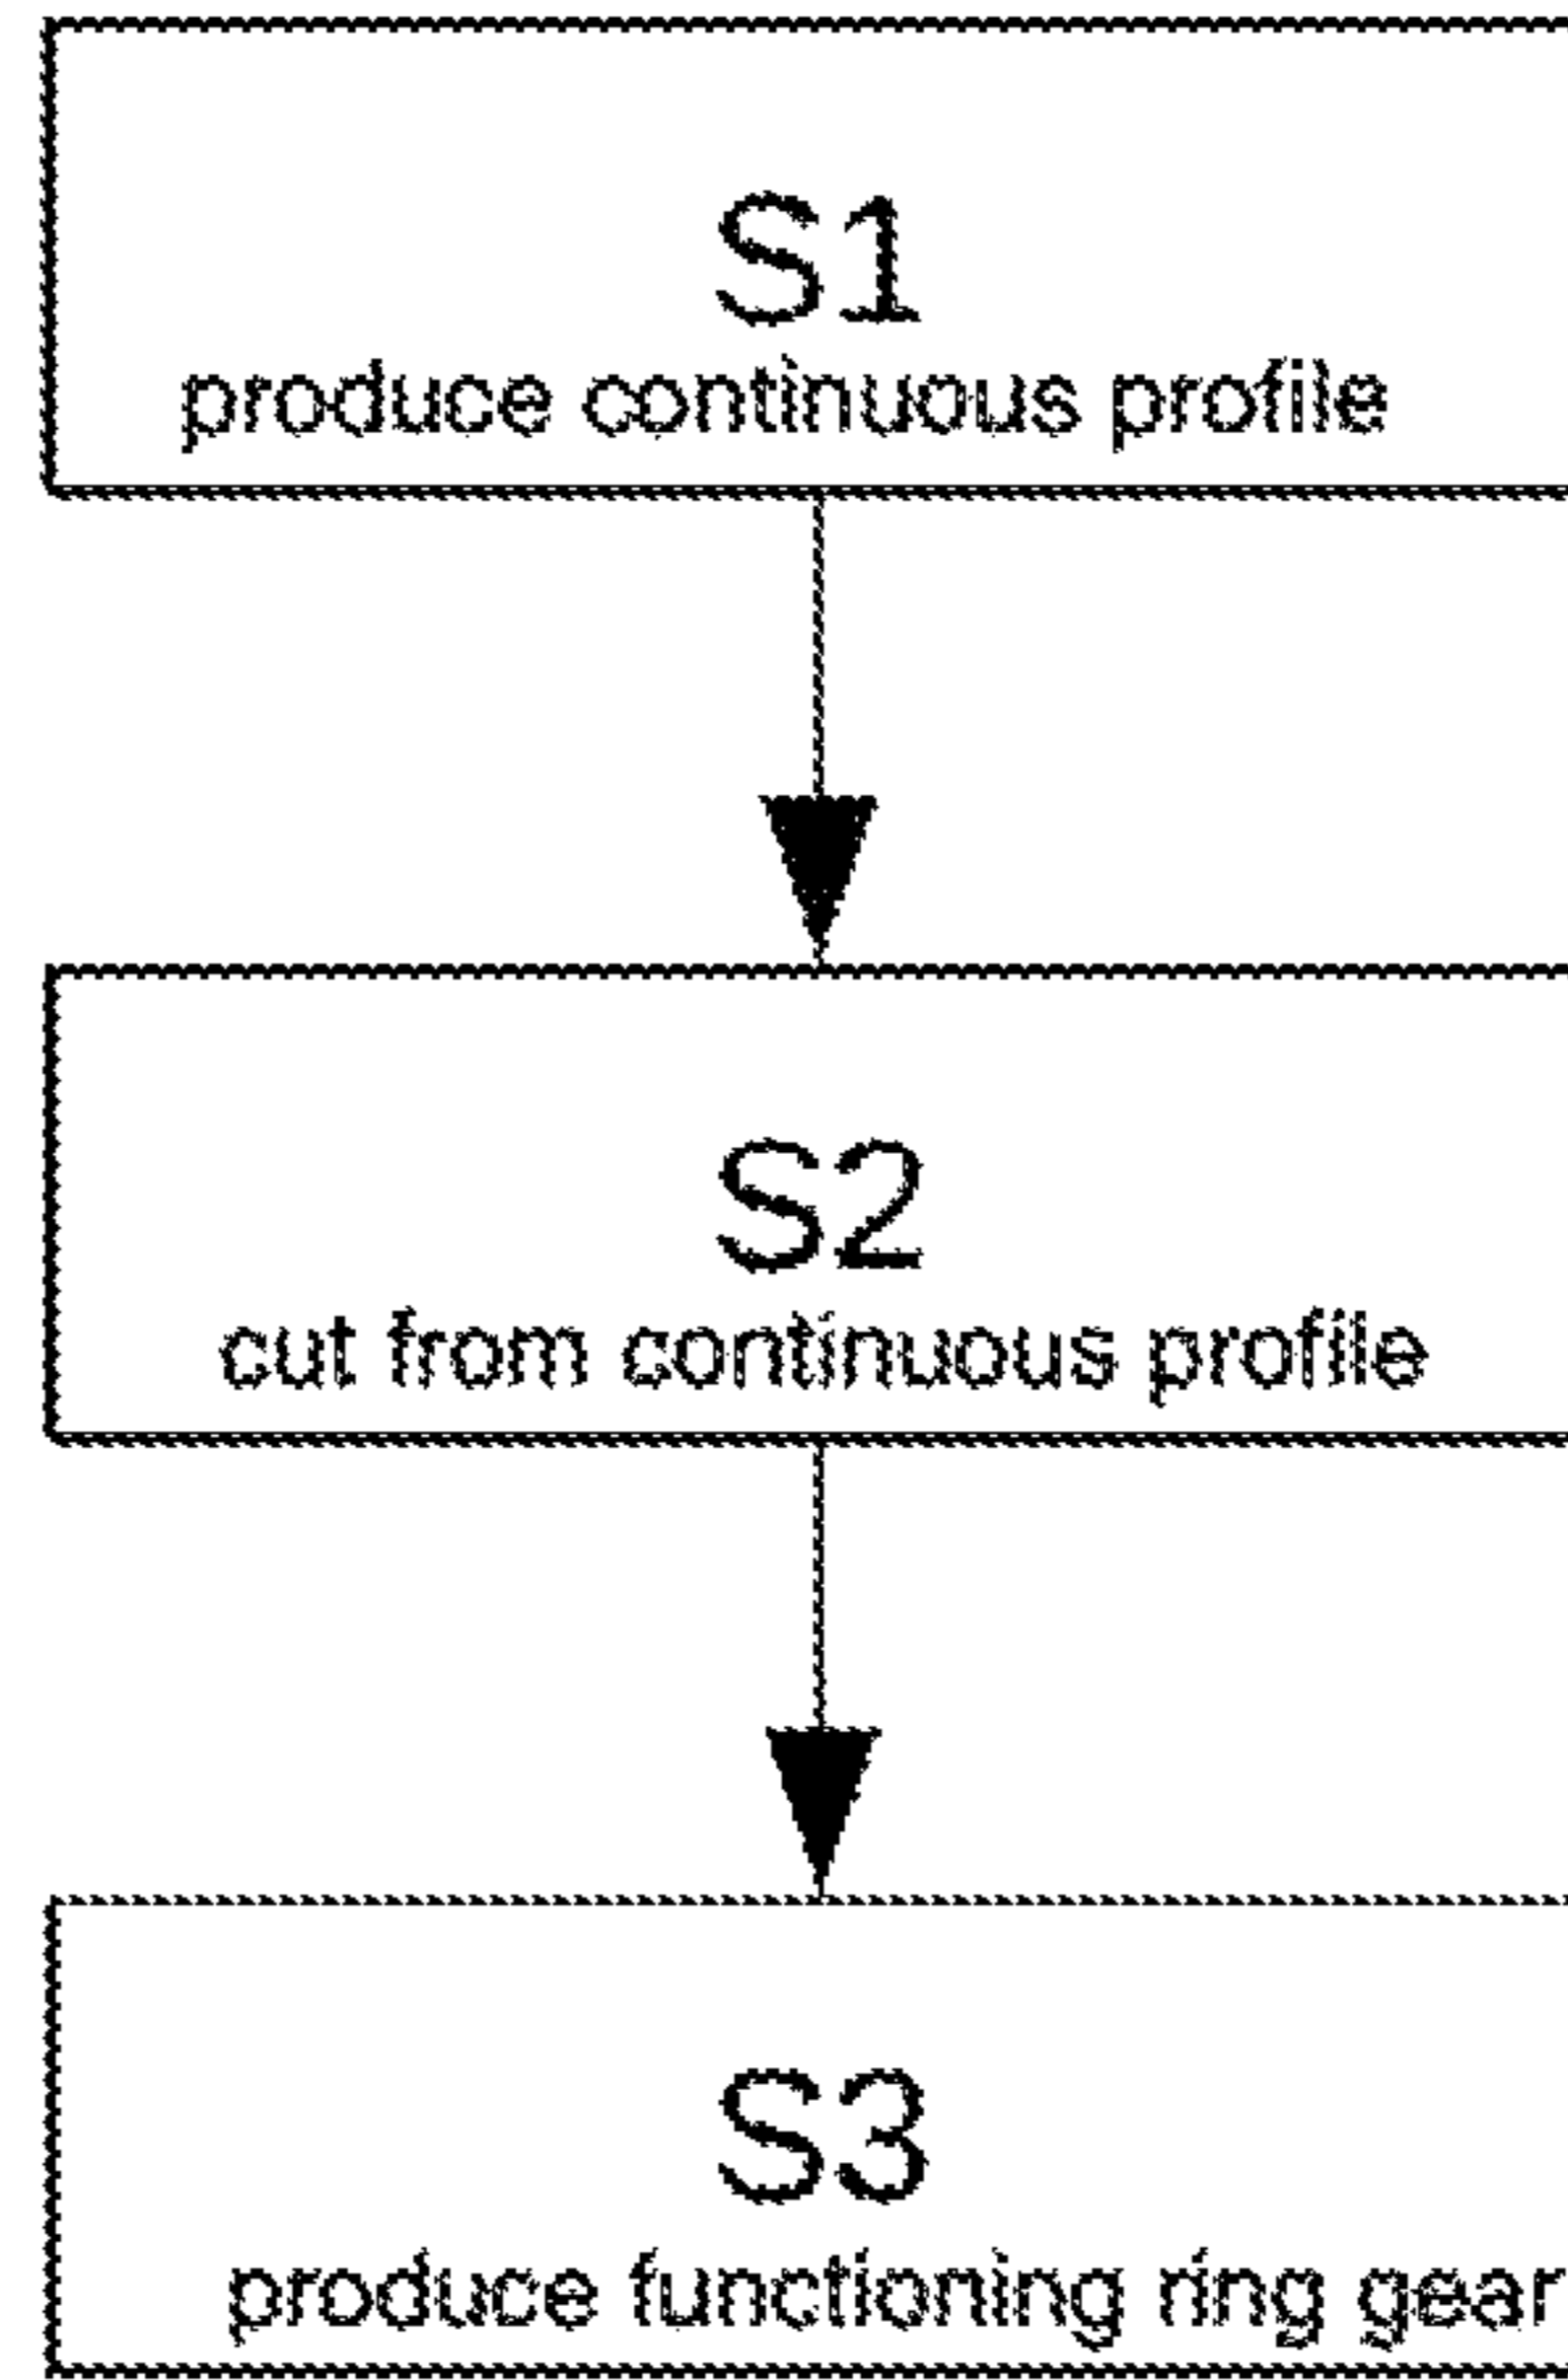 S1
produce continuous profile
S2
cut from continuous profile
S3
produce functioning ring gear